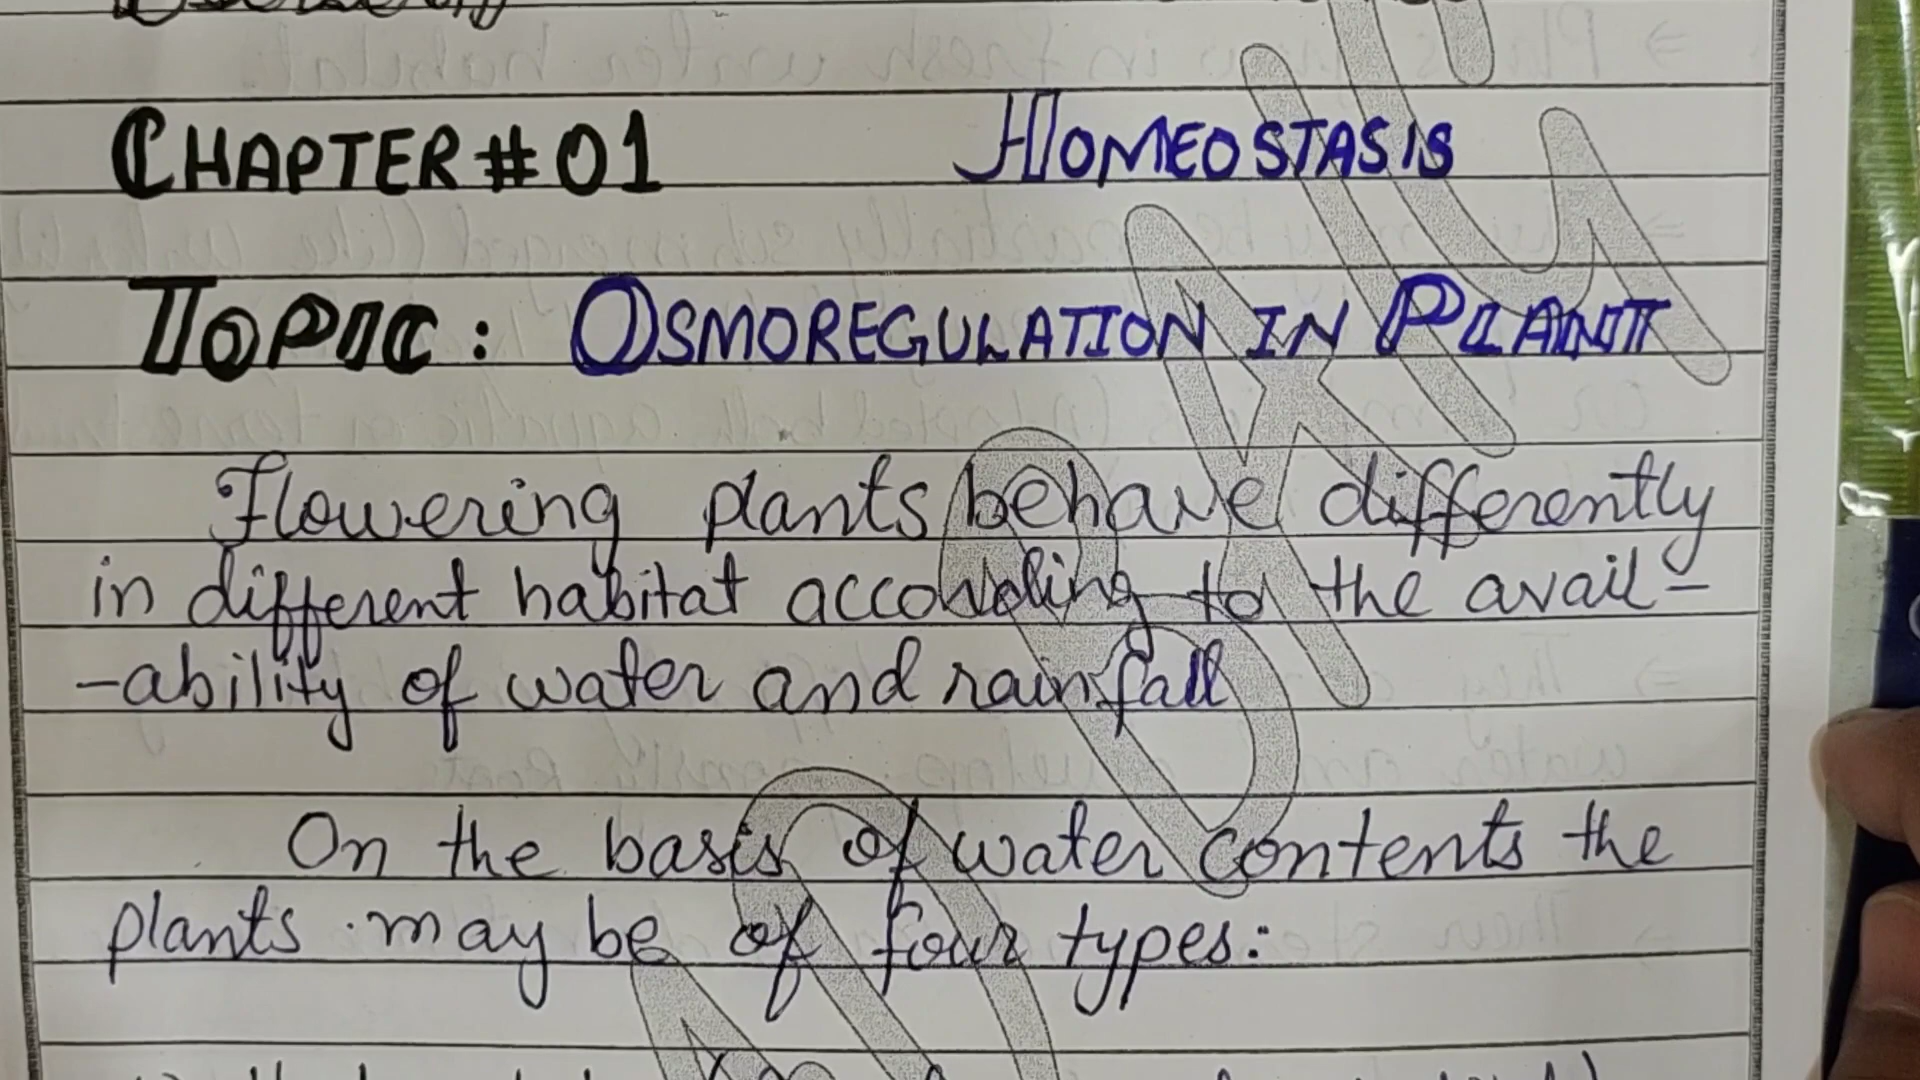 CHAPTER # 01 HOMEOSTASIS
TOPIC : OSMOREGULATION IN PLANT
Flowering plants behave differently
in different habitat according to the avail-
-ability of water and rainfall
On the basis of water contents the
plants may be of four types: